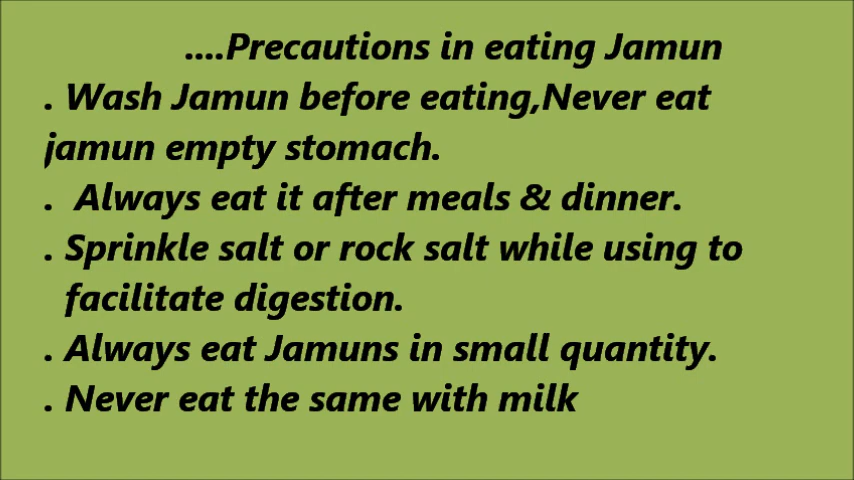 ....Precautions in eating Jamun
. Wash Jamun before eating,Never eat
jamun empty stomach.
. Always eat it after meals & dinner.
. Sprinkle salt or rock salt while using to
facilitate digestion.
. Always eat Jamuns in small quantity.
. Never eat the same with milk